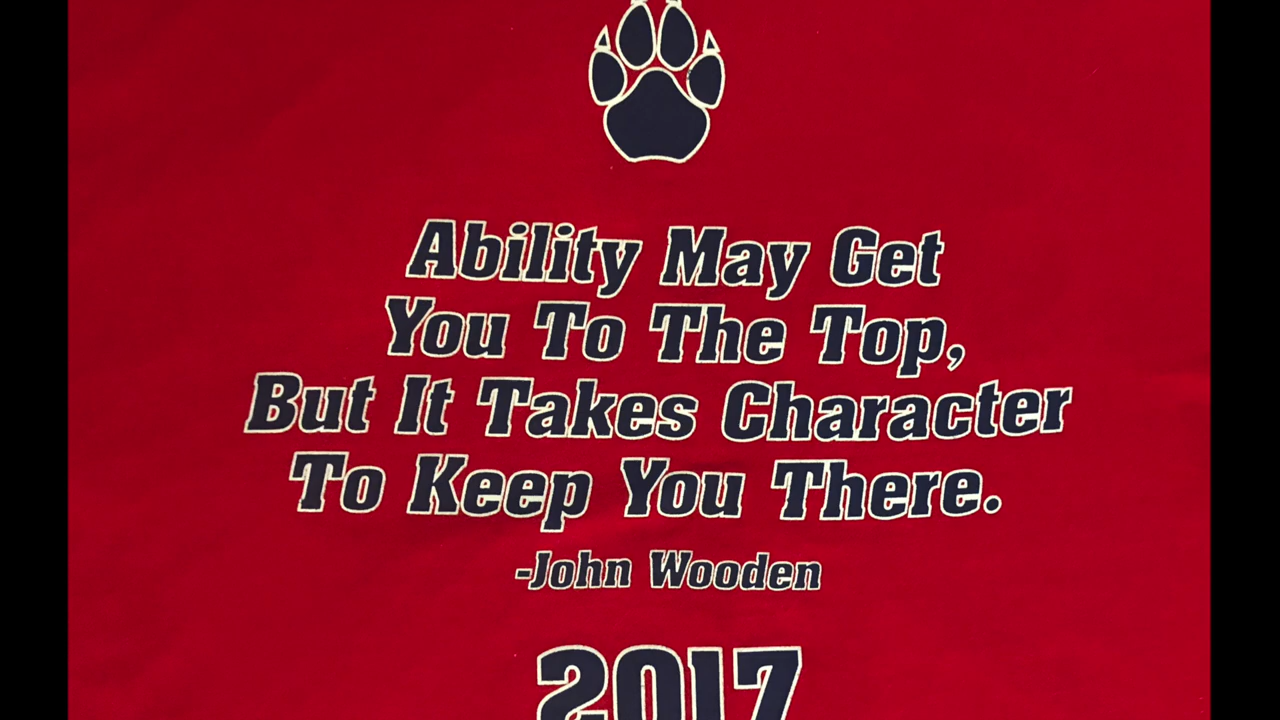 Ability May Get
You To The Top,
But It Takes Character
To Keep You There.
-John Wooden
2017